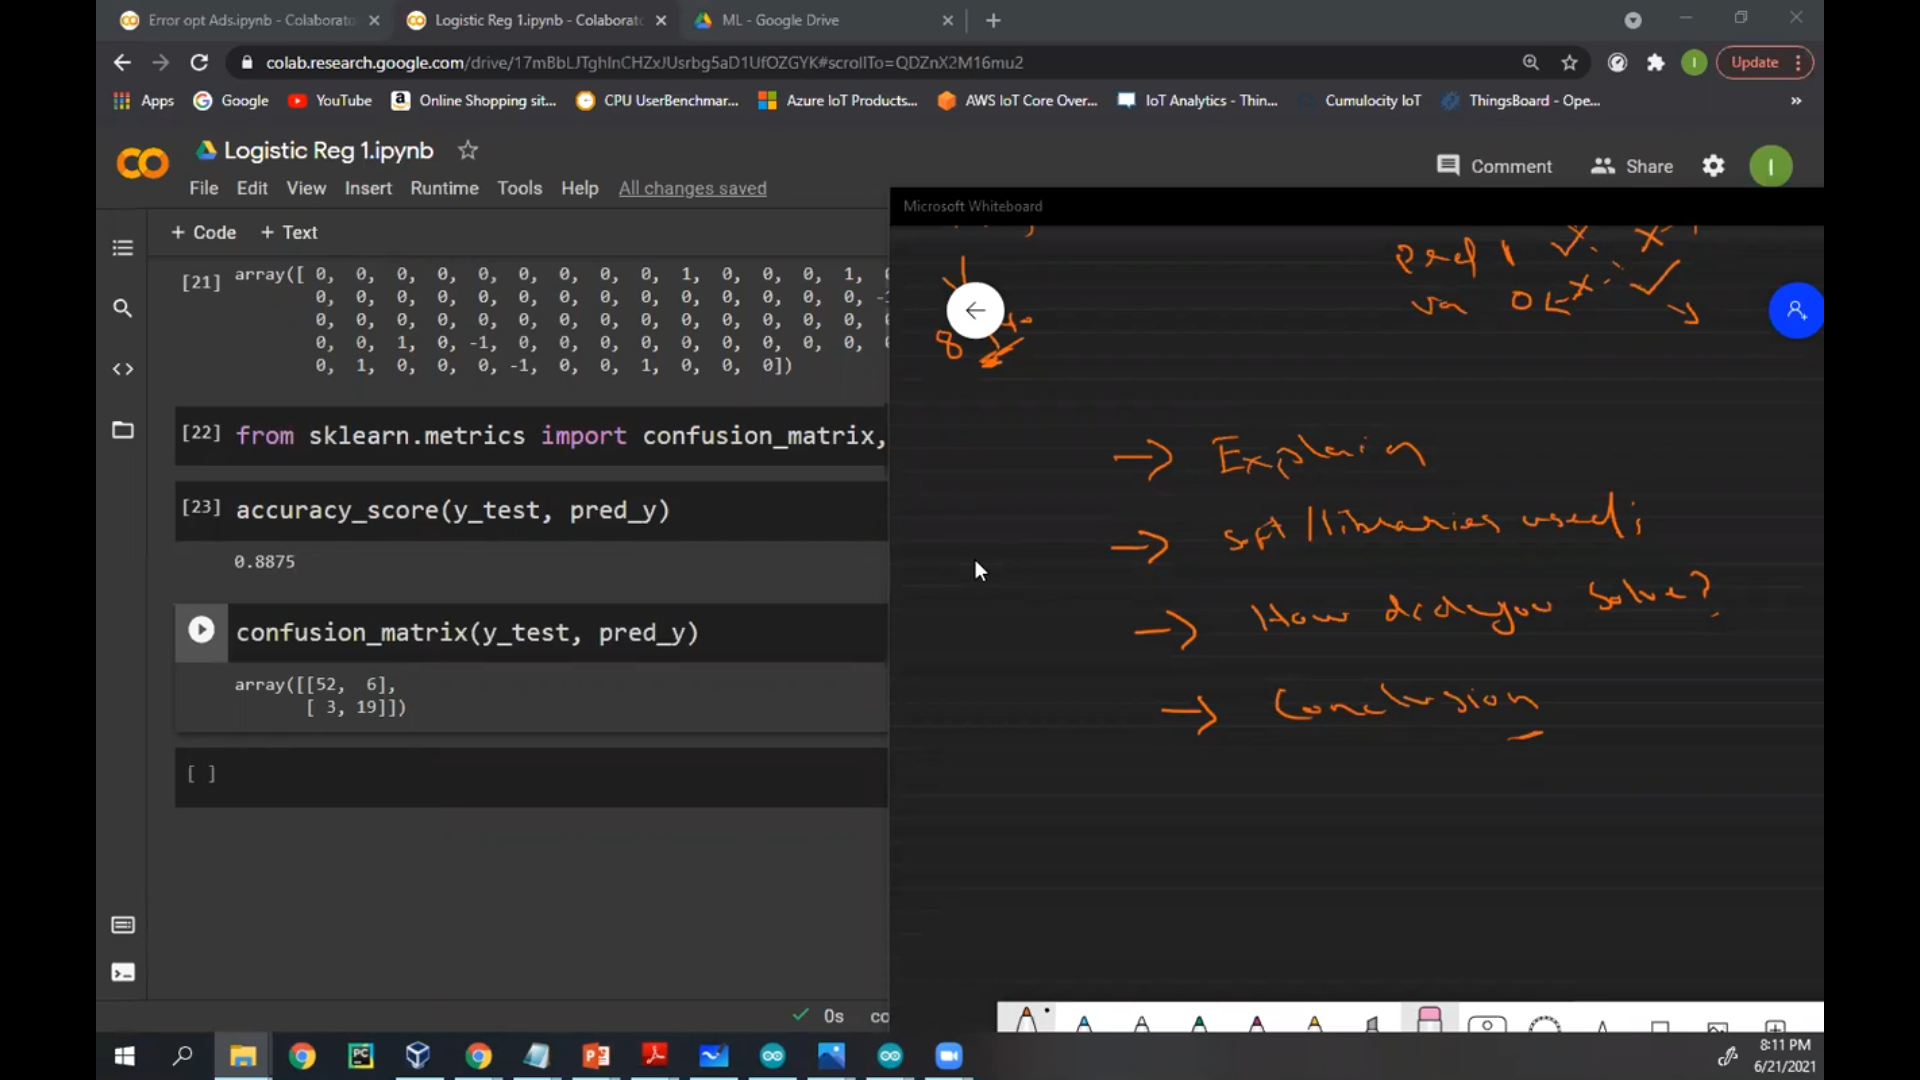 Error opt Ads.ipynb - Colaborato
Logistic Reg 1.ipynb - Colaborato
ML - Google Drive
colab.research.google.com/drive/17mBbLJTghInCHZxJUsrbg5aD1UfOZGYK#scrollTo=QDZnX2M16mu2
Update
Apps
Google
YouTube
Online Shopping sit...
CPU UserBenchmar...
Azure IoT Products...
AWS IoT Core Over...
IoT Analytics - Thin...
Cumulocity IoT
ThingsBoard - Ope...
»
Logistic Reg 1.ipynb
Comment
Share
I
File Edit View Insert Runtime Tools Help All changes saved
Microsoft Whiteboard
+ Code + Text
[21] array([ 0, 0, 0, 0, 0, 0, 0, 0, 0, 1, 0, 0, 0, 1,
0, 0, 0, 0, 0, 0, 0, 0, 0, 0, 0, 0, 0, 0,
0, 0, 0, 0, 0, 0, 0, 0, 0, 0, 0, 0, 0, 0,
0, 0, 1, 0, -1, 0, 0, 0, 0, 0, 0, 0, 0, 0,
0, 1, 0, 0, 0, -1, 0, 0, 1, 0, 0, 0])
Pred 1
0
8
[22] from sklearn.metrics import confusion_matrix,
[23] accuracy_score(y_test, pred_y)
0.8875
confusion_matrix(y_test, pred_y)
array([[52, 6],
[ 3, 19]])
[ ]
→ Explain
→ Sft / libraries used;
→ How did you solve?
→ Conclusion
0s
8:11 PM
6/21/2021